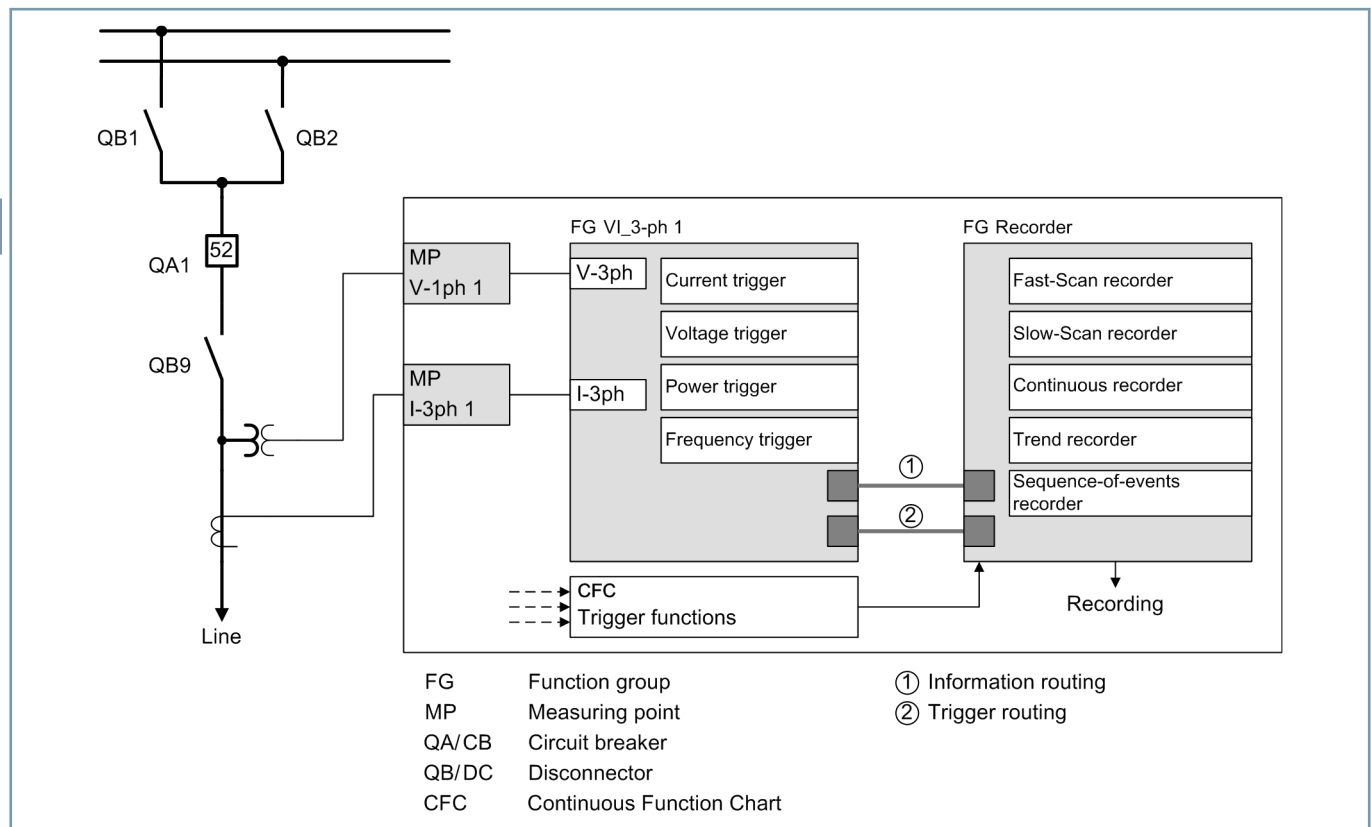 QB1
QB2
QA1
52
QB9
Line
MP
V-1ph 1
MP
I-3ph 1
FG VI_3-ph 1
V-3ph
I-3ph
Current trigger
Voltage trigger
Power trigger
Frequency trigger
①
②
FG Recorder
Fast-Scan recorder
Slow-Scan recorder
Continuous recorder
Trend recorder
Sequence-of-events
recorder
CFC
Trigger functions
Recording
FG Function group
MP Measuring point
QA/CB Circuit breaker
QB/DC Disconnector
CFC Continuous Function Chart
① Information routing
② Trigger routing